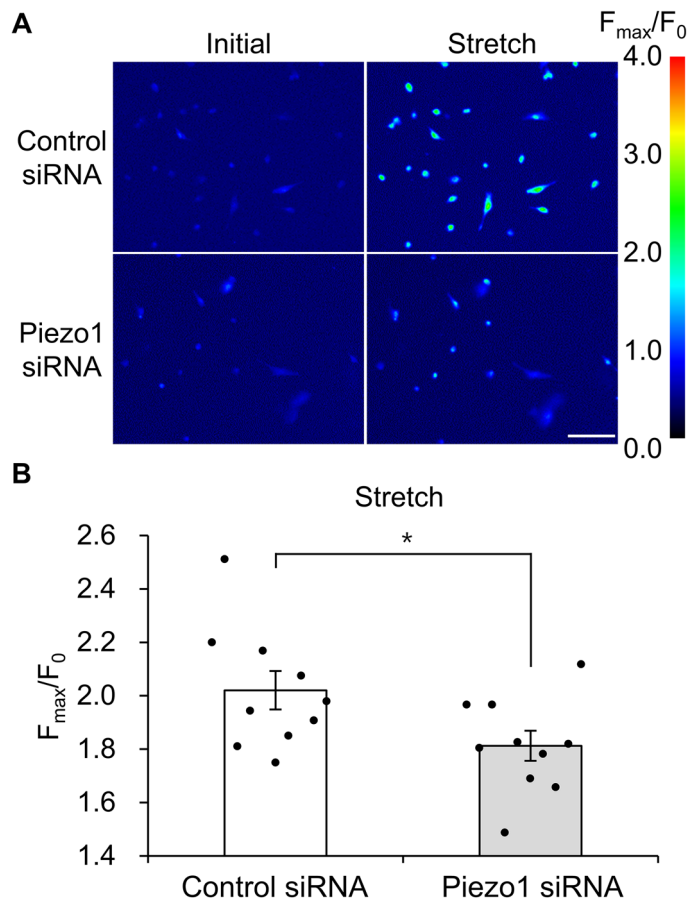 A
Initial
Stretch
Fmax/F0
Control
siRNA
Piezo1
siRNA
4.0
3.0
2.0
1.0
0.0
B
Stretch
*
Fmax/F0
2.6
2.4
2.2
2.0
1.8
1.6
1.4
Control siRNA
Piezo1 siRNA